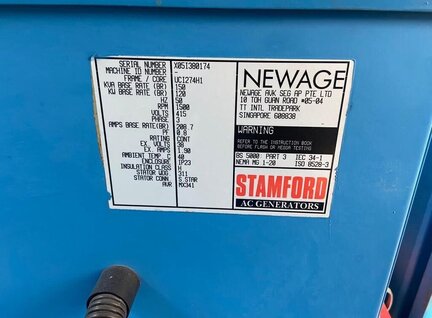 SERIAL NUMBER X051380174
MACHINE ID NUMBER -
FRAME / CORE UCI274H1
KVA BASE RATE (BR) 150
KW BASE RATE (BR) 120
HZ 50
RPM 1500
VOLTS 415
PHASE 3
AMPS BASE RATE(BR) 208.7
PF 0.8
RATING CONT
EX. VOLTS 38
EX. AMPS 1.90
AMBIENT TEMP C 40
ENCLOSURE IP23
INSULATION CLASS H
STATOR WDG 311
STATOR CONN S.STAR
AVR MX341
NEWAGE
NEWAGE AVK SEG AP PTE LTD
10 TOH GUAN ROAD #05-04
TT INTL TRADEPARK
SINGAPORE 608838
WARNING
REFER TO THE INSTRUCTION BOOK
BEFORE FLASH OR MEGGA TESTING
BS 5000 PART 3 IEC 34-1
NEMA MG 1-20 ISO 8528-3
STAMFORD
AC GENERATORS